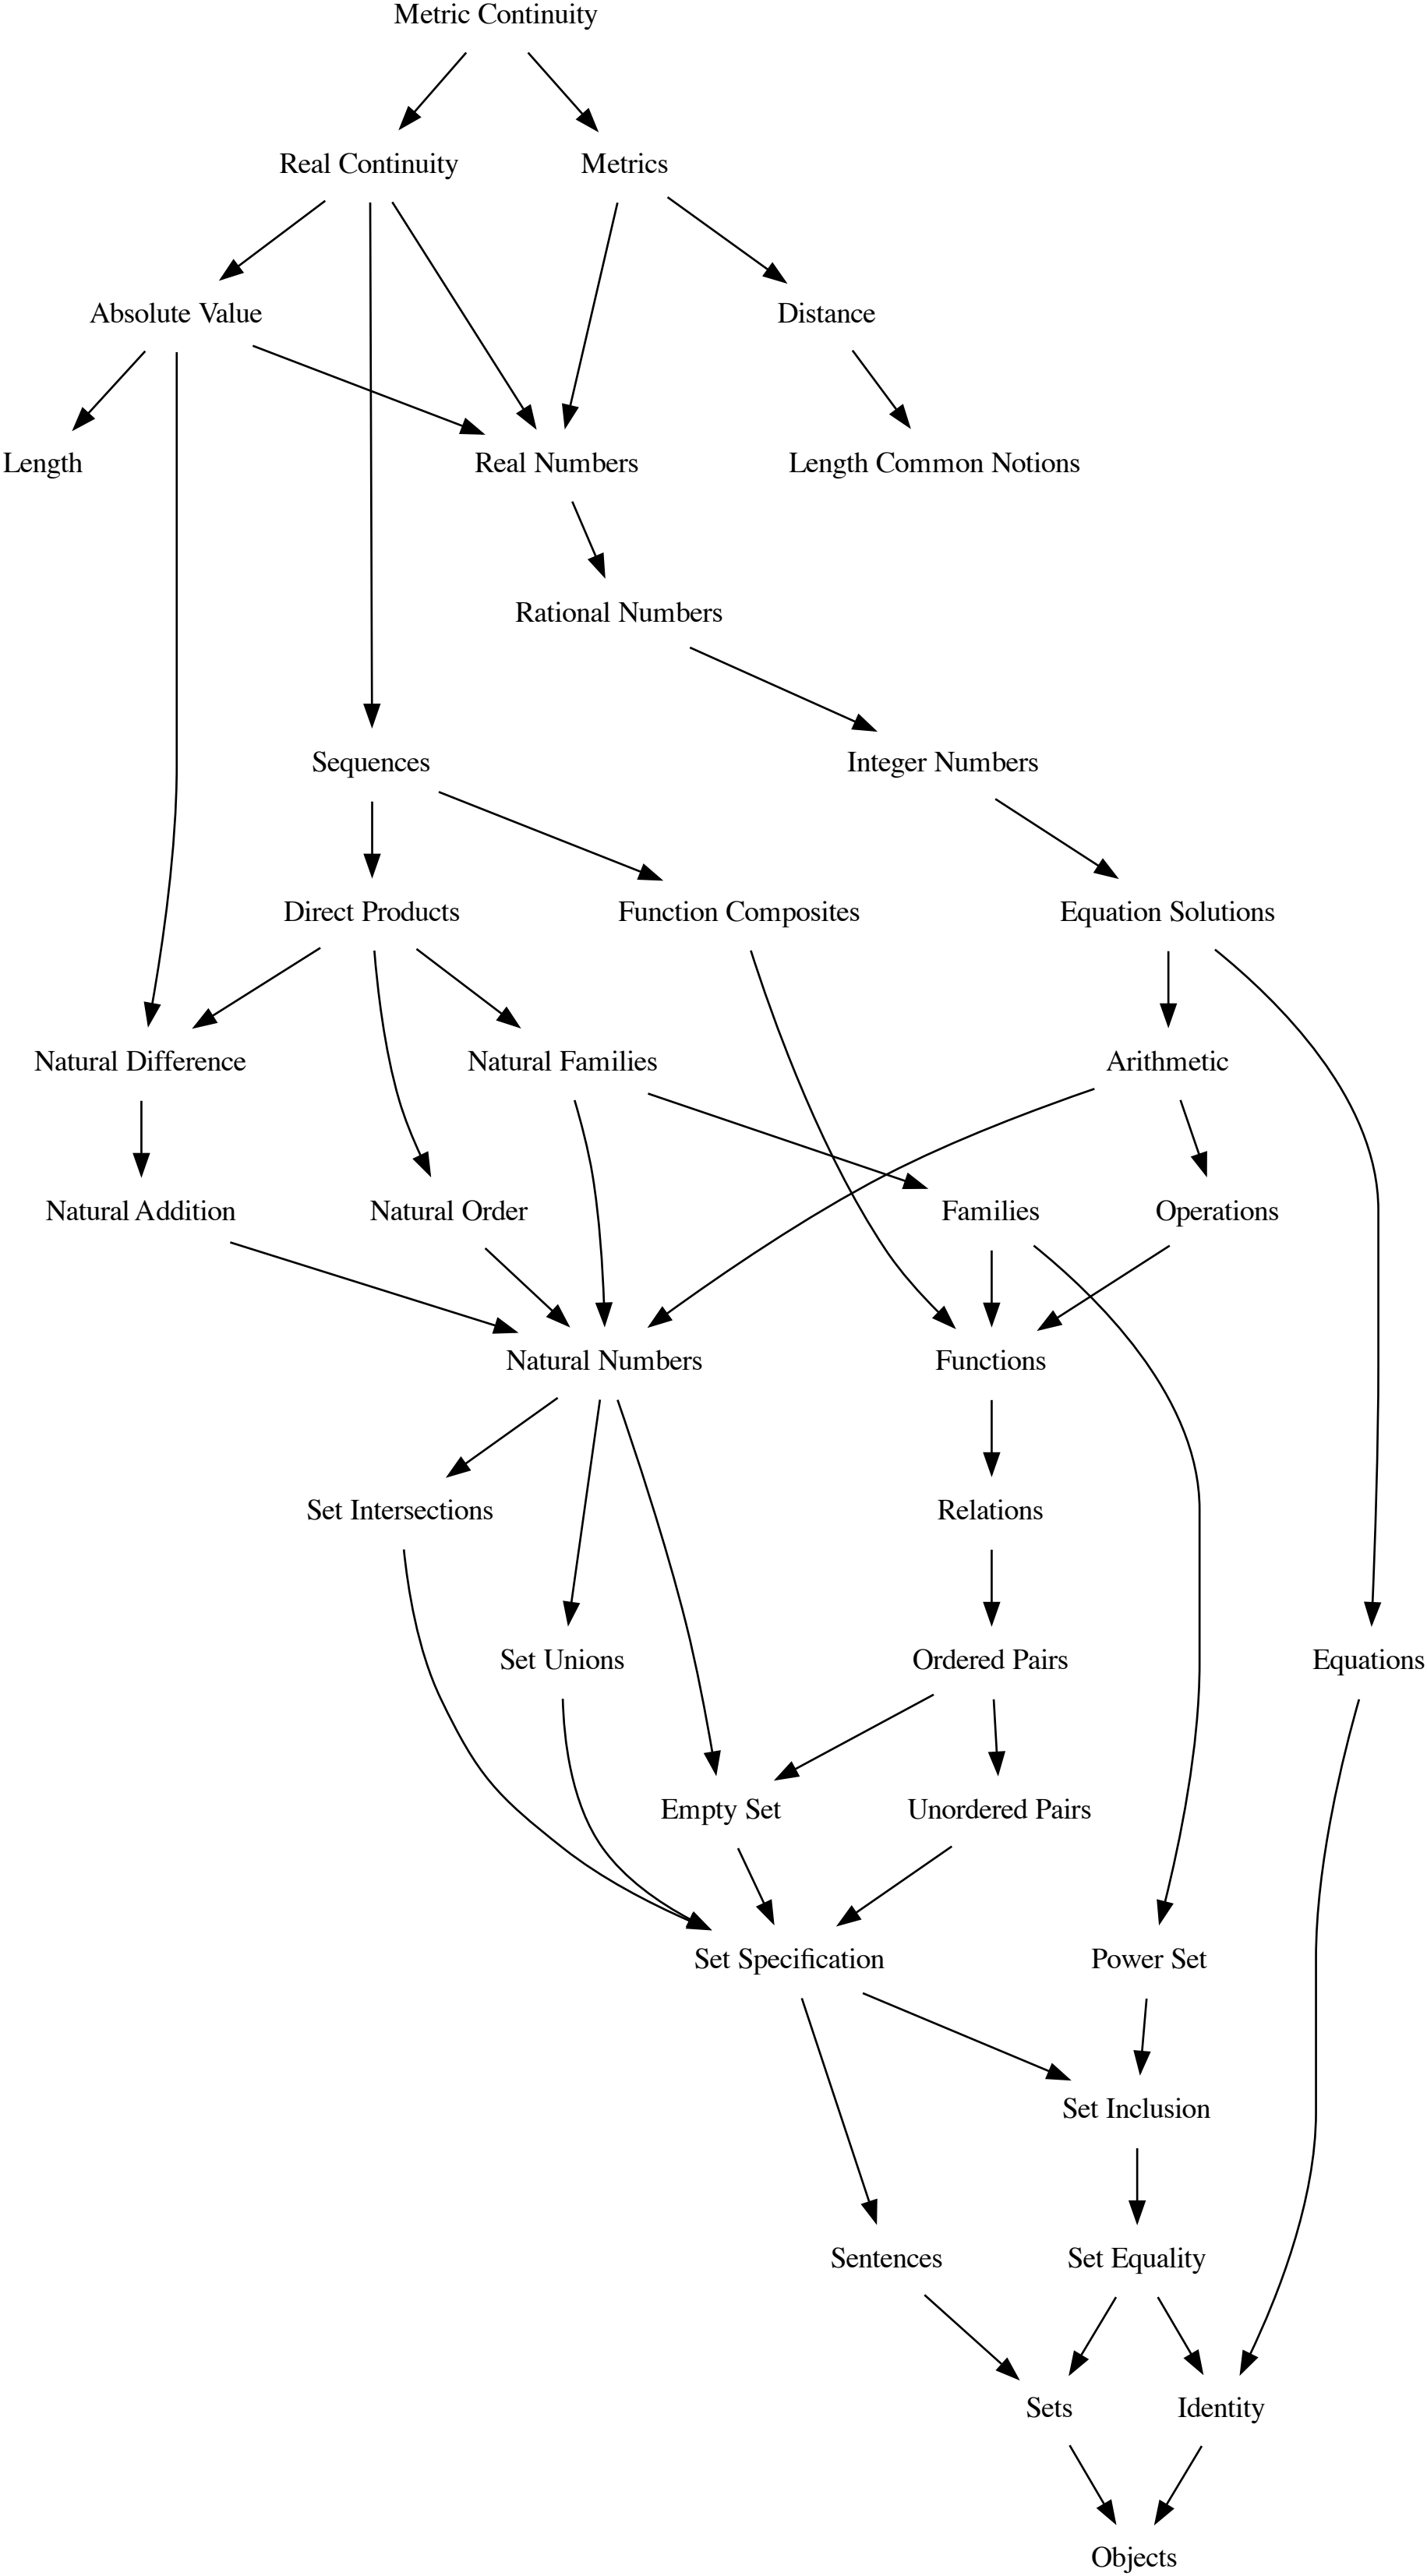 Metric Continuity
Real Continuity
Metrics
Absolute Value
Distance
Length
Real Numbers
Length Common Notions
Rational Numbers
Sequences
Integer Numbers
Direct Products
Function Composites
Equation Solutions
Natural Difference
Natural Families
Arithmetic
Natural Addition
Natural Order
Families
Operations
Natural Numbers
Functions
Set Intersections
Relations
Set Unions
Ordered Pairs
Equations
Empty Set
Unordered Pairs
Set Specification
Power Set
Set Inclusion
Sentences
Set Equality
Sets
Identity
Objects